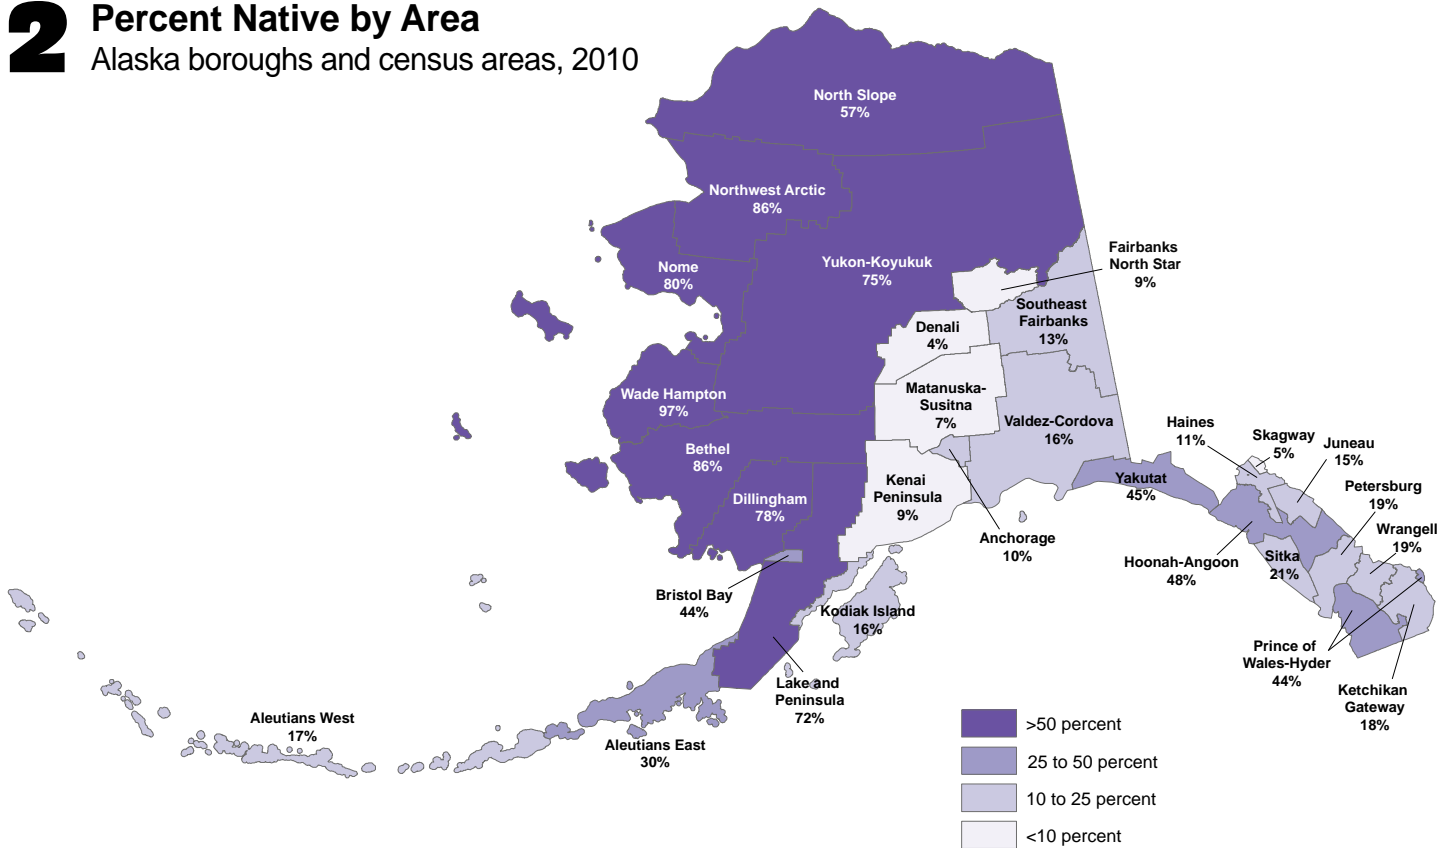 2 Percent Native by Area
Alaska boroughs and census areas, 2010
North Slope
57%
Northwest Arctic
86%
Nome
80%
Yukon-Koyukuk
75%
Fairbanks
North Star
9%
Southeast
Fairbanks
13%
Denali
4%
Wade Hampton
97%
Matanuska-
Susitna
7%
Valdez-Cordova
16%
Bethel
86%
Dillingham
78%
Kenai
Peninsula
9%
Anchorage
10%
Yakutat
45%
Haines
11%
Skagway
5%
Juneau
15%
Petersburg
19%
Wrangell
19%
Hoonah-Angoon
48%
Sitka
21%
Bristol Bay
44%
Kodiak Island
16%
Lake and
Peninsula
72%
Prince of
Wales-Hyder
44%
Ketchikan
Gateway
18%
Aleutians West
17%
Aleutians East
30%
>50 percent
25 to 50 percent
10 to 25 percent
<10 percent